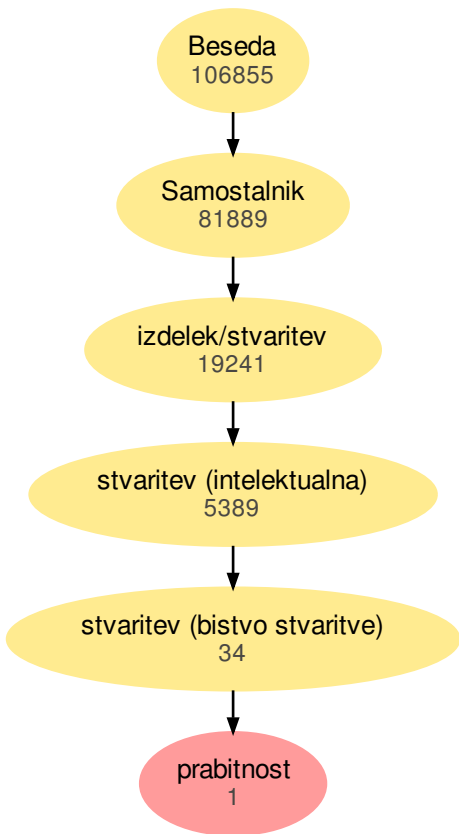 Beseda
106855
Samostalnik
81889
izdelek/stvaritev
19241
stvaritev (intelektualna)
5389
stvaritev (bistvo stvaritve)
34
prabitnost
1